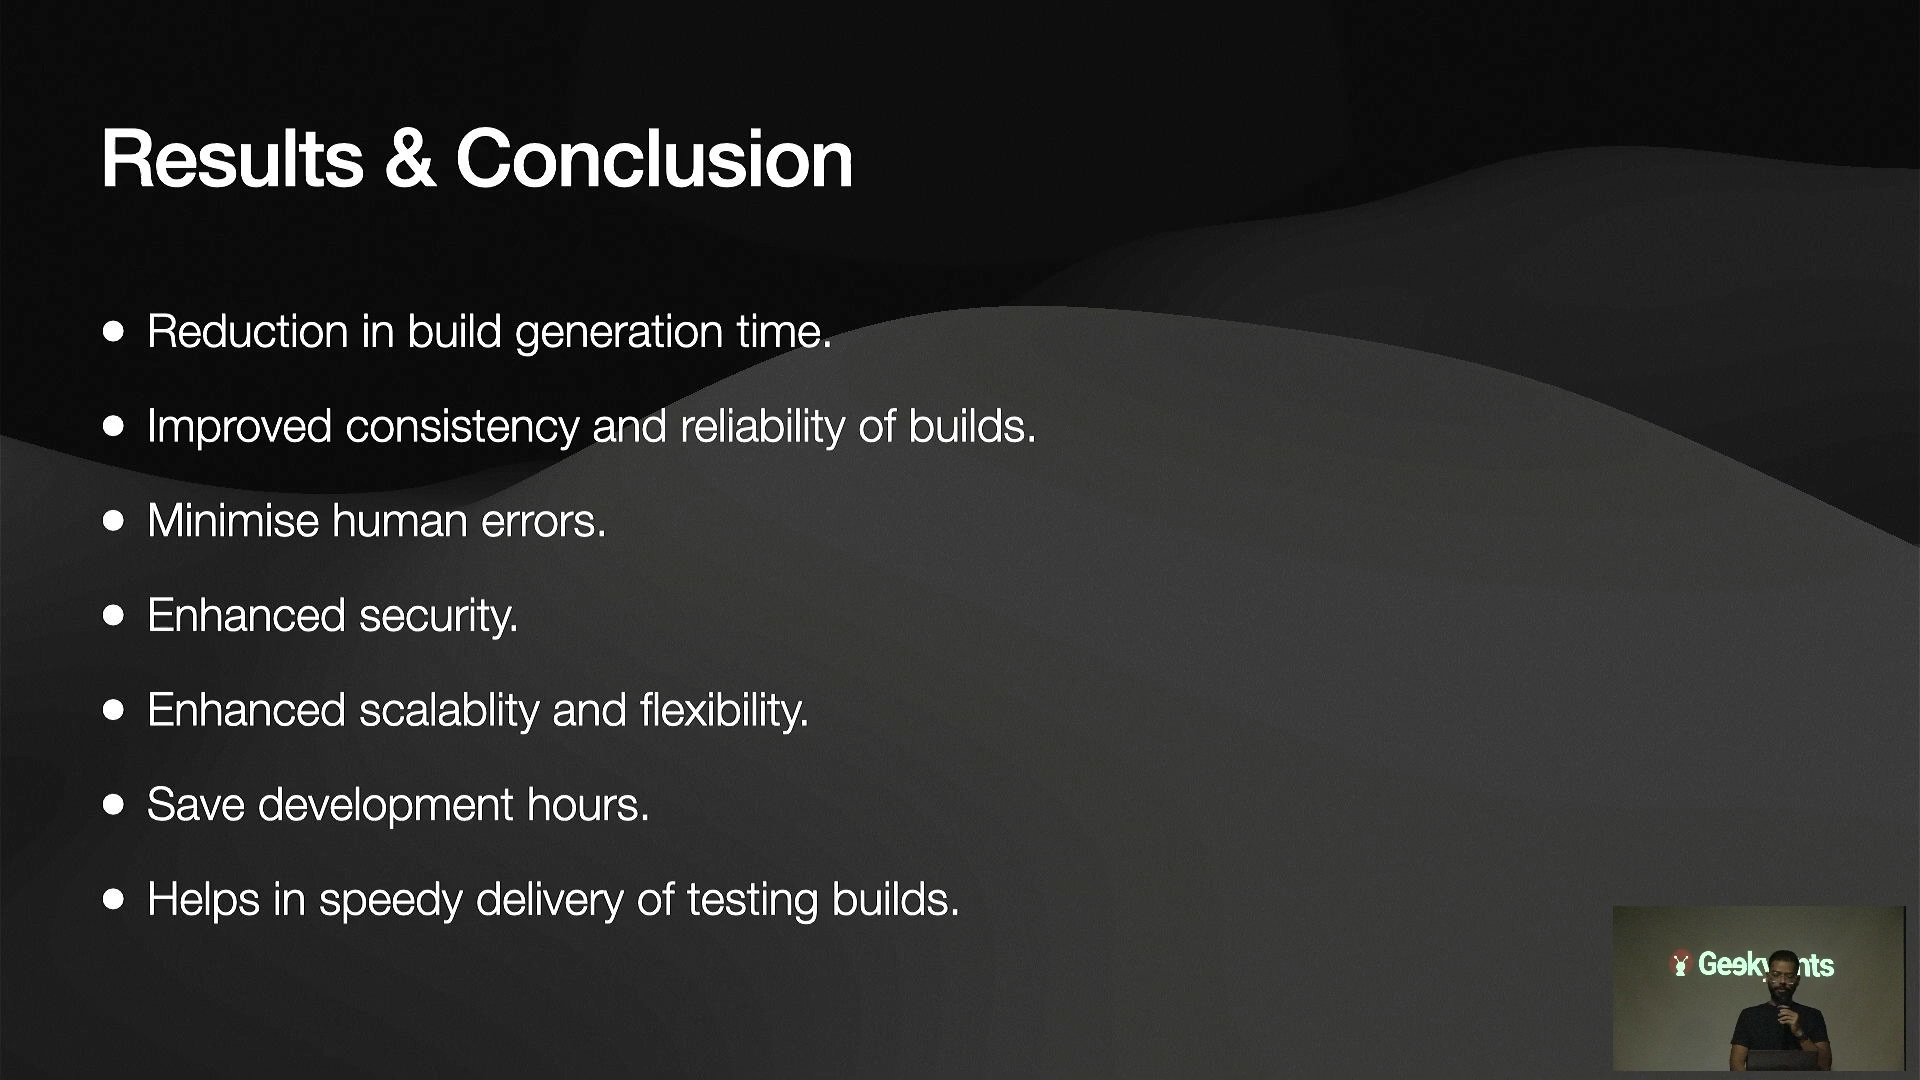 Results & Conclusion
Reduction in build generation time.
Improved consistency and reliability of builds.
Minimise human errors.
Enhanced security.
Enhanced scalablity and flexibility.
Save development hours.
Helps in speedy delivery of testing builds.